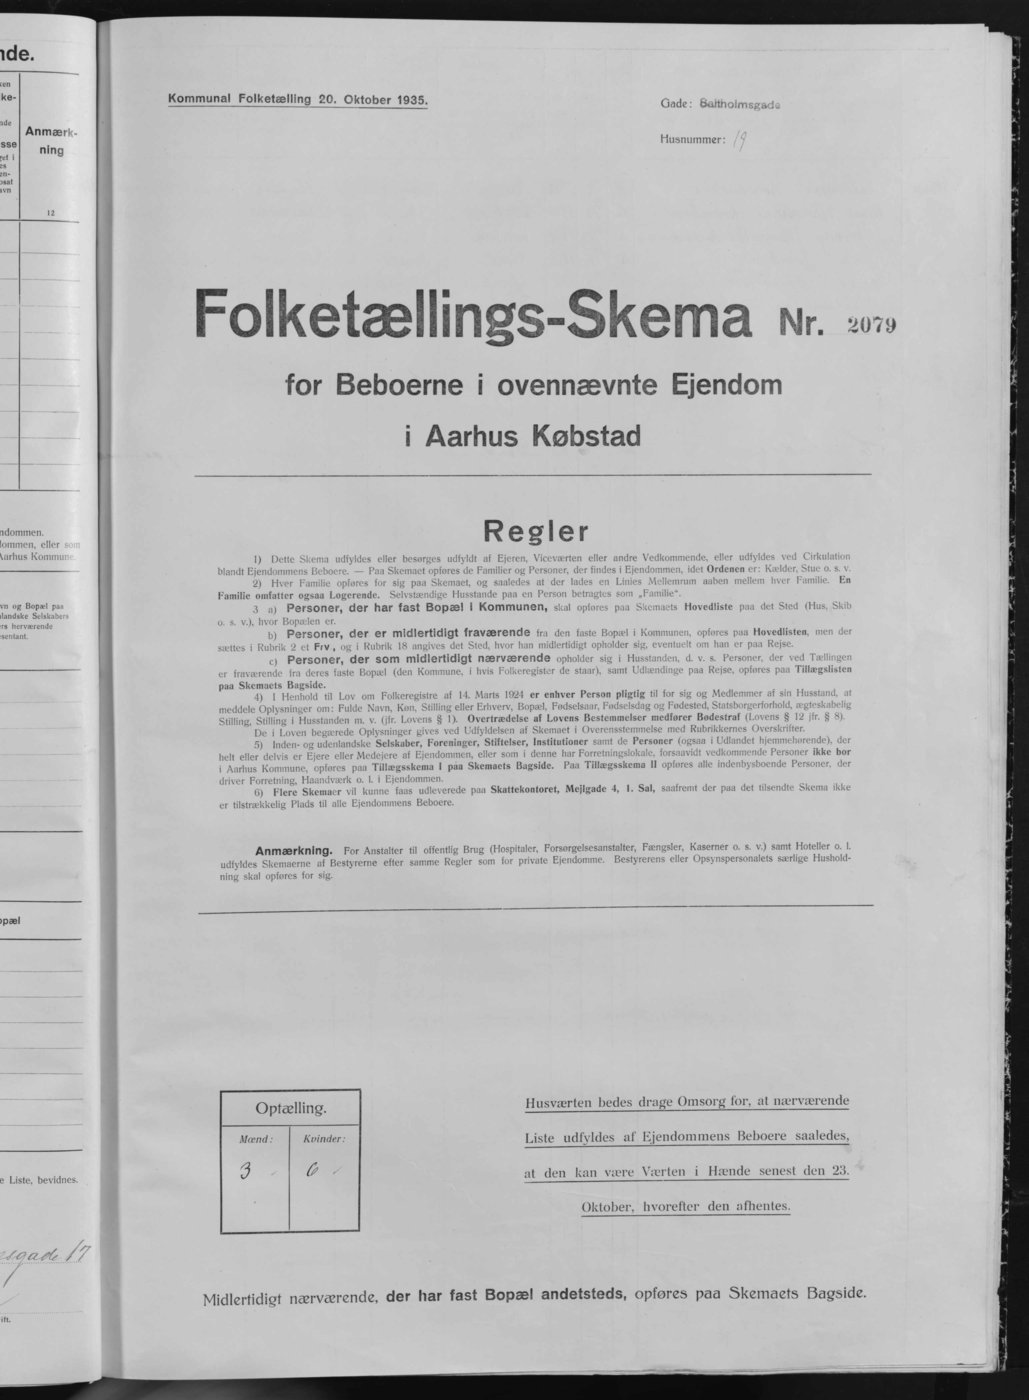 nde.
Anmærk-
ning
12
ndommen.
lommen, eller som
Aarhus Kommune.
vn og Bopæl paa
nlandske Selskabers
rs herværende
sentant.
opæl
e Liste, bevidnes.
esgade 17
ift.
Kommunal Folketælling 20. Oktober 1935.
Gade: Saltholmsgade
Husnummer: 19
Folketællings-Skema Nr. 2079
for Beboerne i ovennævnte Ejendom
i Aarhus Købstad
Regler
1) Dette Skema udfyldes eller besørges udfyldt af Ejeren, Viceværten eller andre Vedkommende, eller udfyldes ved Cirkulation
blandt Ejendommens Beboere. — Paa Skemaet opføres de Familier og Personer, der findes i Ejendommen, idet Ordenen er: Kælder, Stue o. s. v.
2) Hver Familie opføres for sig paa Skemaet, og saaledes at der lades en Linies Mellemrum aaben mellem hver Familie. En
Familie omfatter ogsaa Logerende. Selvstændige Husstande paa en Person betragtes som „Familie“.
3 a) Personer, der har fast Bopæl i Kommunen, skal opføres paa Skemaets Hovedliste paa det Sted (Hus, Skib
o. s. v.), hvor Bopælen er.
b) Personer, der er midlertidigt fraværende fra den faste Bopæl i Kommunen, opføres paa Hovedlisten, men der
sættes i Rubrik 2 et Frv., og i Rubrik 18 angives det Sted, hvor han midlertidigt opholder sig, eventuelt om han er paa Rejse.
c) Personer, der som midlertidigt nærværende opholder sig i Husstanden, d. v. s. Personer, der ved Tællingen
er fraværende fra deres faste Bopæl (den Kommune, i hvis Folkeregister de staar), samt Udlændinge paa Rejse, opføres paa Tillægslisten
paa Skemaets Bagside.
4) I Henhold til Lov om Folkeregistre af 14. Marts 1924 er enhver Person pligtig til for sig og Medlemmer af sin Husstand, at
meddele Oplysninger om: Fulde Navn, Køn, Stilling eller Erhverv, Bopæl, Fødselsaar, Fødselsdag og Fødested, Statsborgerforhold, ægteskabelig
Stilling, Stilling i Husstanden m. v. (jfr. Lovens § 1). Overtrædelse af Lovens Bestemmelser medfører Bødestraf (Lovens § 12 jfr. § 8).
De i Loven begærede Oplysninger gives ved Udfyldelsen af Skemaet i Overensstemmelse med Rubrikkernes Overskrifter.
5) Inden- og udenlandske Selskaber, Foreninger, Stiftelser, Institutioner samt de Personer (ogsaa i Udlandet hjemmehørende), der
helt eller delvis er Ejere eller Medejere af Ejendommen, eller som i denne har Forretningslokale, forsaavidt vedkommende Personer ikke bor
i Aarhus Kommune, opføres paa Tillægsskema I paa Skemaets Bagside. Paa Tillægsskema II opføres alle indenbysboende Personer, der
driver Forretning, Haandværk o. l. i Ejendommen.
6) Flere Skemaer vil kunne faas udleverede paa Skattekontoret, Mejlgade 4, 1. Sal, saafremt der paa det tilsendte Skema ikke
er tilstrækkelig Plads til alle Ejendommens Beboere.
Anmærkning. For Anstalter til offentlig Brug (Hospitaler, Forsørgelsesanstalter, Fængsler, Kaserner o. s. v.) samt Hoteller o. l.
udfyldes Skemaerne af Bestyrerne efter samme Regler som for private Ejendomme. Bestyrerens eller Opsynspersonalets særlige Hushold-
ning skal opføres for sig.
Optælling.
Mænd: Kvinder:
3 6
Husværten bedes drage Omsorg for, at nærværende
Liste udfyldes af Ejendommens Beboere saaledes,
at den kan være Værten i Hænde senest den 23.
Oktober, hvorefter den afhentes.
Midlertidigt nærværende, der har fast Bopæl andetsteds, opføres paa Skemaets Bagside.